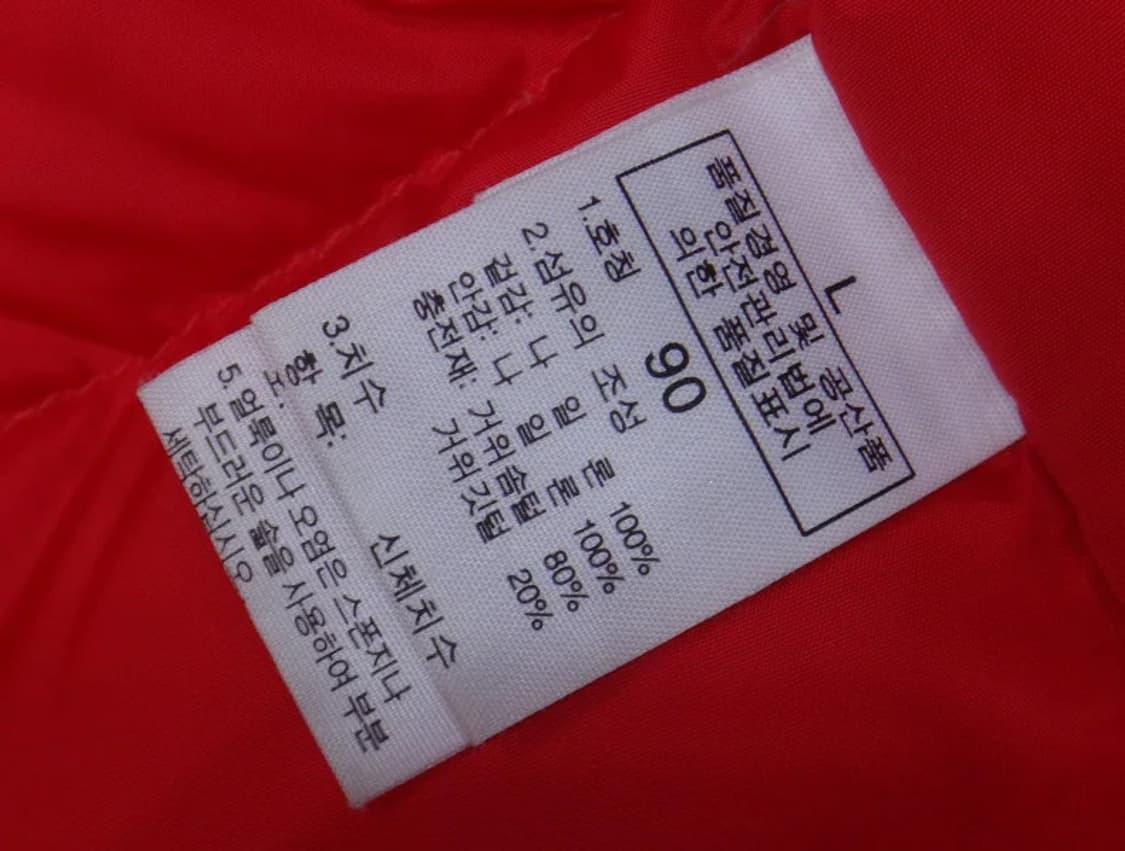 L
품질경영 및 공산품
안전관리법에
의한 품질표시
1.호칭 90
2.섬유의 조성
겉감: 나 일 론 100%
안감: 나 일 론 100%
충전재: 거위솜털 80%
거위깃털 20%
3.치수
항 목: 신체치수
5.얼룩이나 오염은 스폰지나
부드러운 솔을 사용하여 부분
세탁하십시오